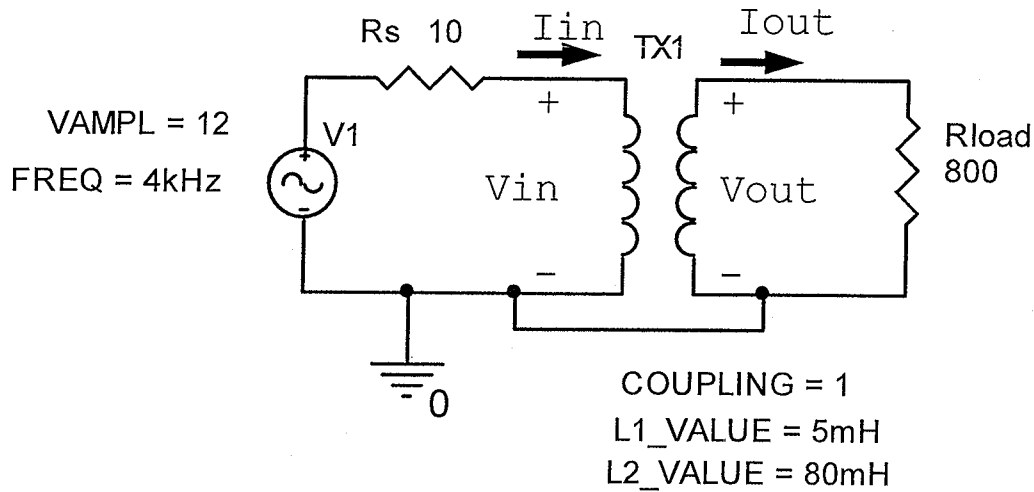 Rs 10
Iin
TX1
Iout
VAMPL = 12
FREQ = 4kHz
V1
+
-
+
Vin
-
+
Vout
-
Rload
800
0
COUPLING = 1
L1_VALUE = 5mH
L2_VALUE = 80mH